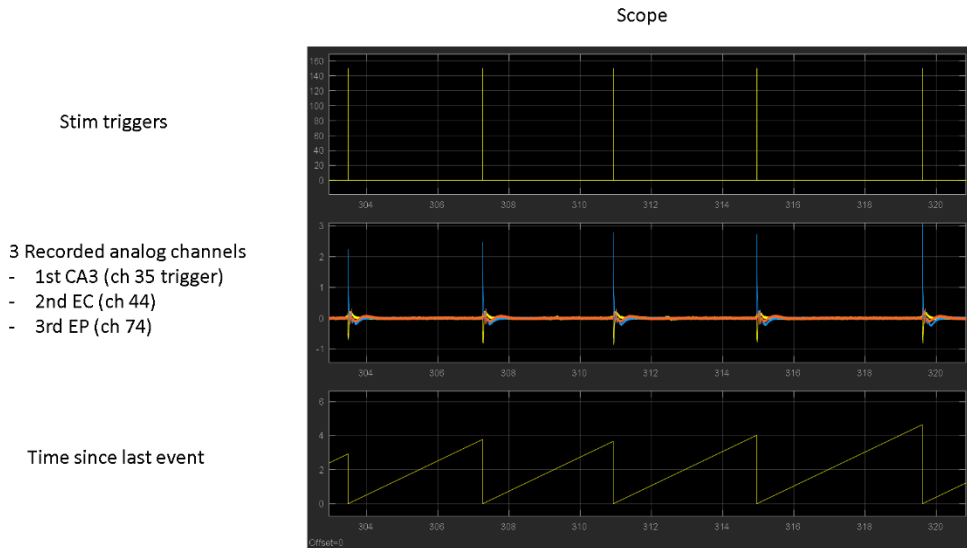 Scope
Stim triggers
160
140
120
100
80
60
40
20
0
304 306 308 310 312 314 316 318 320
3 Recorded analog channels
- 1st CA3 (ch 35 trigger)
- 2nd EC (ch 44)
- 3rd EP (ch 74)
3
2
1
0
-1
304 306 308 310 312 314 316 318 320
Time since last event
6
4
2
0
304 306 308 310 312 314 316 318 320
Offset=0